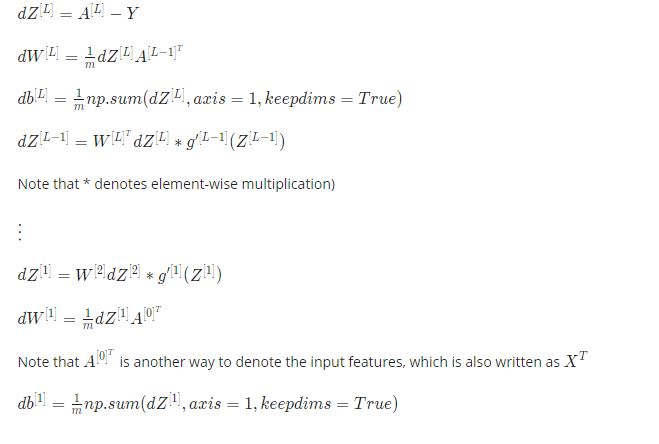 dZ^{[L]} = A^{[L]} − Y
dW^{[L]} = \frac{1}{m} dZ^{[L]} A^{[L−1]^T}
db^{[L]} = \frac{1}{m} np.sum(dZ^{[L]}, axis = 1, keepdims = True)
dZ^{[L−1]} = W^{[L]^T} dZ^{[L]} * g'^{[L−1]}(Z^{[L−1]})
Note that * denotes element-wise multiplication)
⋮
dZ^{[1]} = W^{[2]} dZ^{[2]} * g'^{[1]}(Z^{[1]})
dW^{[1]} = \frac{1}{m} dZ^{[1]} A^{[0]^T}
Note that A^{[0]^T} is another way to denote the input features, which is also written as X^T
db^{[1]} = \frac{1}{m} np.sum(dZ^{[1]}, axis = 1, keepdims = True)